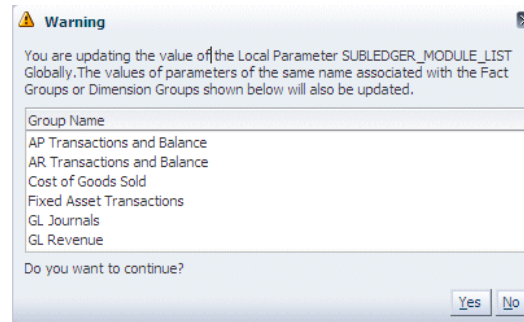 Warning
You are updating the value of the Local Parameter SUBLEDGER_MODULE_LIST
Globally.The values of parameters of the same name associated with the Fact
Groups or Dimension Groups shown below will also be updated.
Group Name
AP Transactions and Balance
AR Transactions and Balance
Cost of Goods Sold
Fixed Asset Transactions
GL Journals
GL Revenue
Do you want to continue?
Yes No